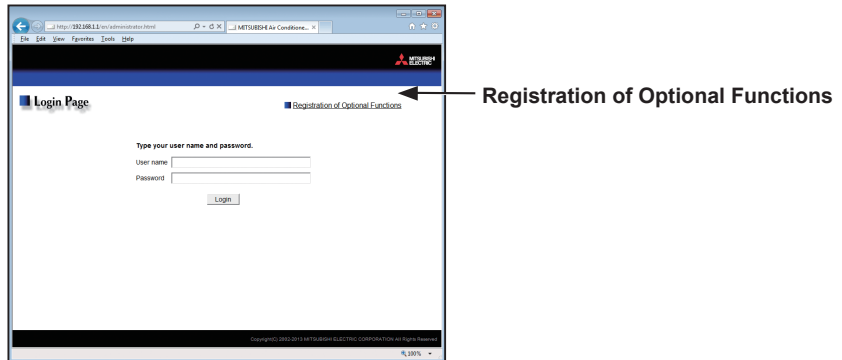 http://192.168.1.1/en/administrator.html
MITSUBISHI Air Conditione...
File Edit View Favorites Tools Help
MITSUBISHI ELECTRIC
Login Page
Registration of Optional Functions
Registration of Optional Functions
Type your user name and password.
User name
Password
Login
Copyright(C) 2002-2013 MITSUBISHI ELECTRIC CORPORATION All Rights Reserved
100%